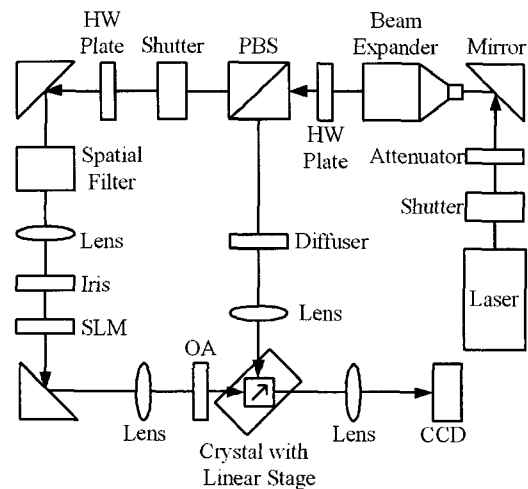 HW
Plate
Shutter
PBS
Beam
Expander
Mirror
HW
Plate
Attenuator
Shutter
Laser
Spatial
Filter
Lens
Iris
SLM
Diffuser
Lens
OA
Lens
Crystal with
Linear Stage
Lens
CCD